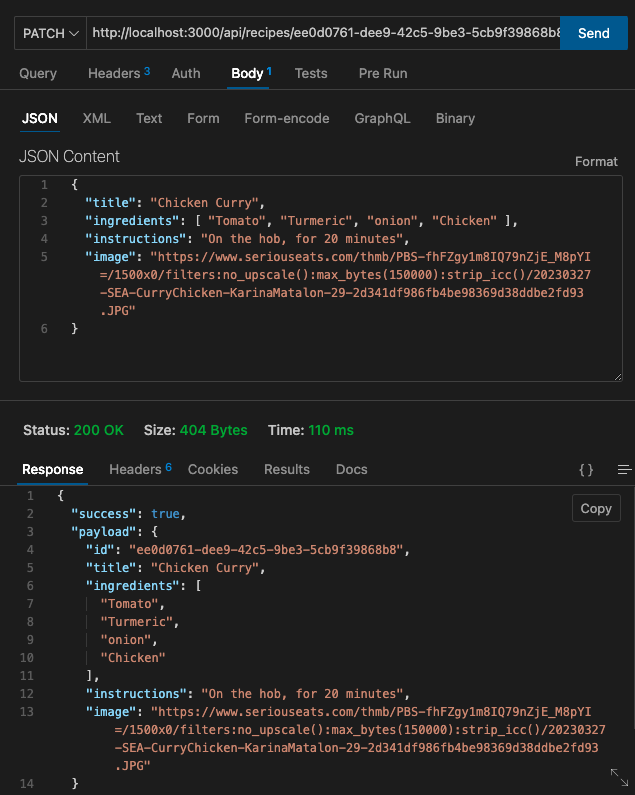 PATCH http://localhost:3000/api/recipes/ee0d0761-dee9-42c5-9be3-5cb9f39868b8 Send
Query Headers 3 Auth Body 1 Tests Pre Run
JSON XML Text Form Form-encode GraphQL Binary
JSON Content
Format
1 {
2 "title": "Chicken Curry",
3 "ingredients": [ "Tomato", "Turmeric", "onion", "Chicken" ],
4 "instructions": "On the hob, for 20 minutes",
5 "image": "https://www.seriouseats.com/thmb/PBS-fhFZgy1m8IQ79nZjE_M8pYI
=/1500x0/filters:no_upscale():max_bytes(150000):strip_icc()/20230327
-SEA-CurryChicken-KarinaMatalon-29-2d341df986fb4be98369d38ddbe2fd93
.JPG"
6 }
Status: 200 OK Size: 404 Bytes Time: 110 ms
Response Headers 6 Cookies Results Docs {}
Copy
1 {
2 "success": true,
3 "payload": {
4 "id": "ee0d0761-dee9-42c5-9be3-5cb9f39868b8",
5 "title": "Chicken Curry",
6 "ingredients": [
7 "Tomato",
8 "Turmeric",
9 "onion",
10 "Chicken"
11 ],
12 "instructions": "On the hob, for 20 minutes",
13 "image": "https://www.seriouseats.com/thmb/PBS-fhFZgy1m8IQ79nZjE_M8pYI
=/1500x0/filters:no_upscale():max_bytes(150000):strip_icc()/20230327
-SEA-CurryChicken-KarinaMatalon-29-2d341df986fb4be98369d38ddbe2fd93
.JPG"
14 }